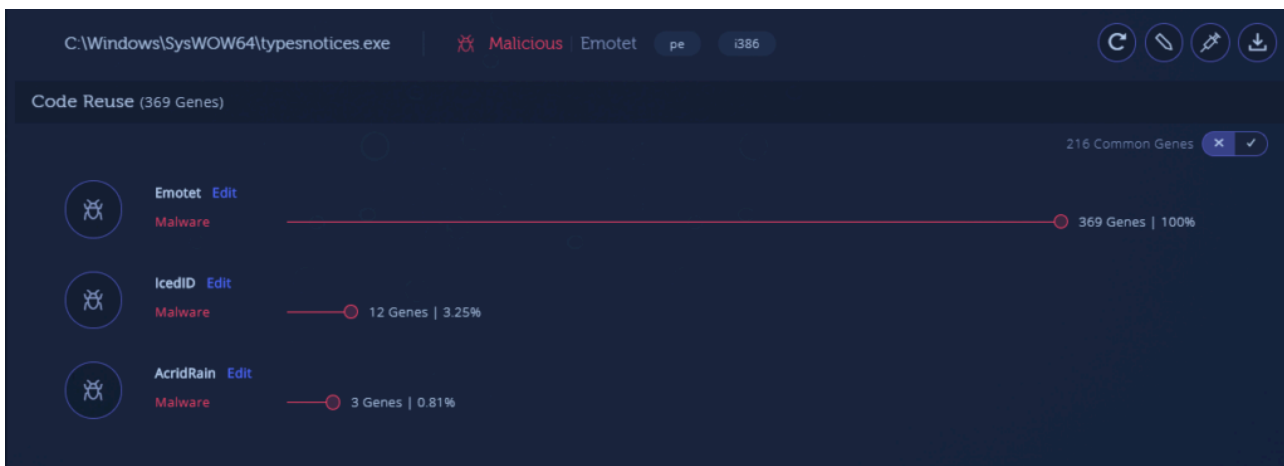 C:\Windows\SysWOW64\typesnotices.exe Malicious Emotet pe i386
Code Reuse (369 Genes)
216 Common Genes
Emotet Edit
Malware 369 Genes | 100%
IcedID Edit
Malware 12 Genes | 3.25%
AcridRain Edit
Malware 3 Genes | 0.81%